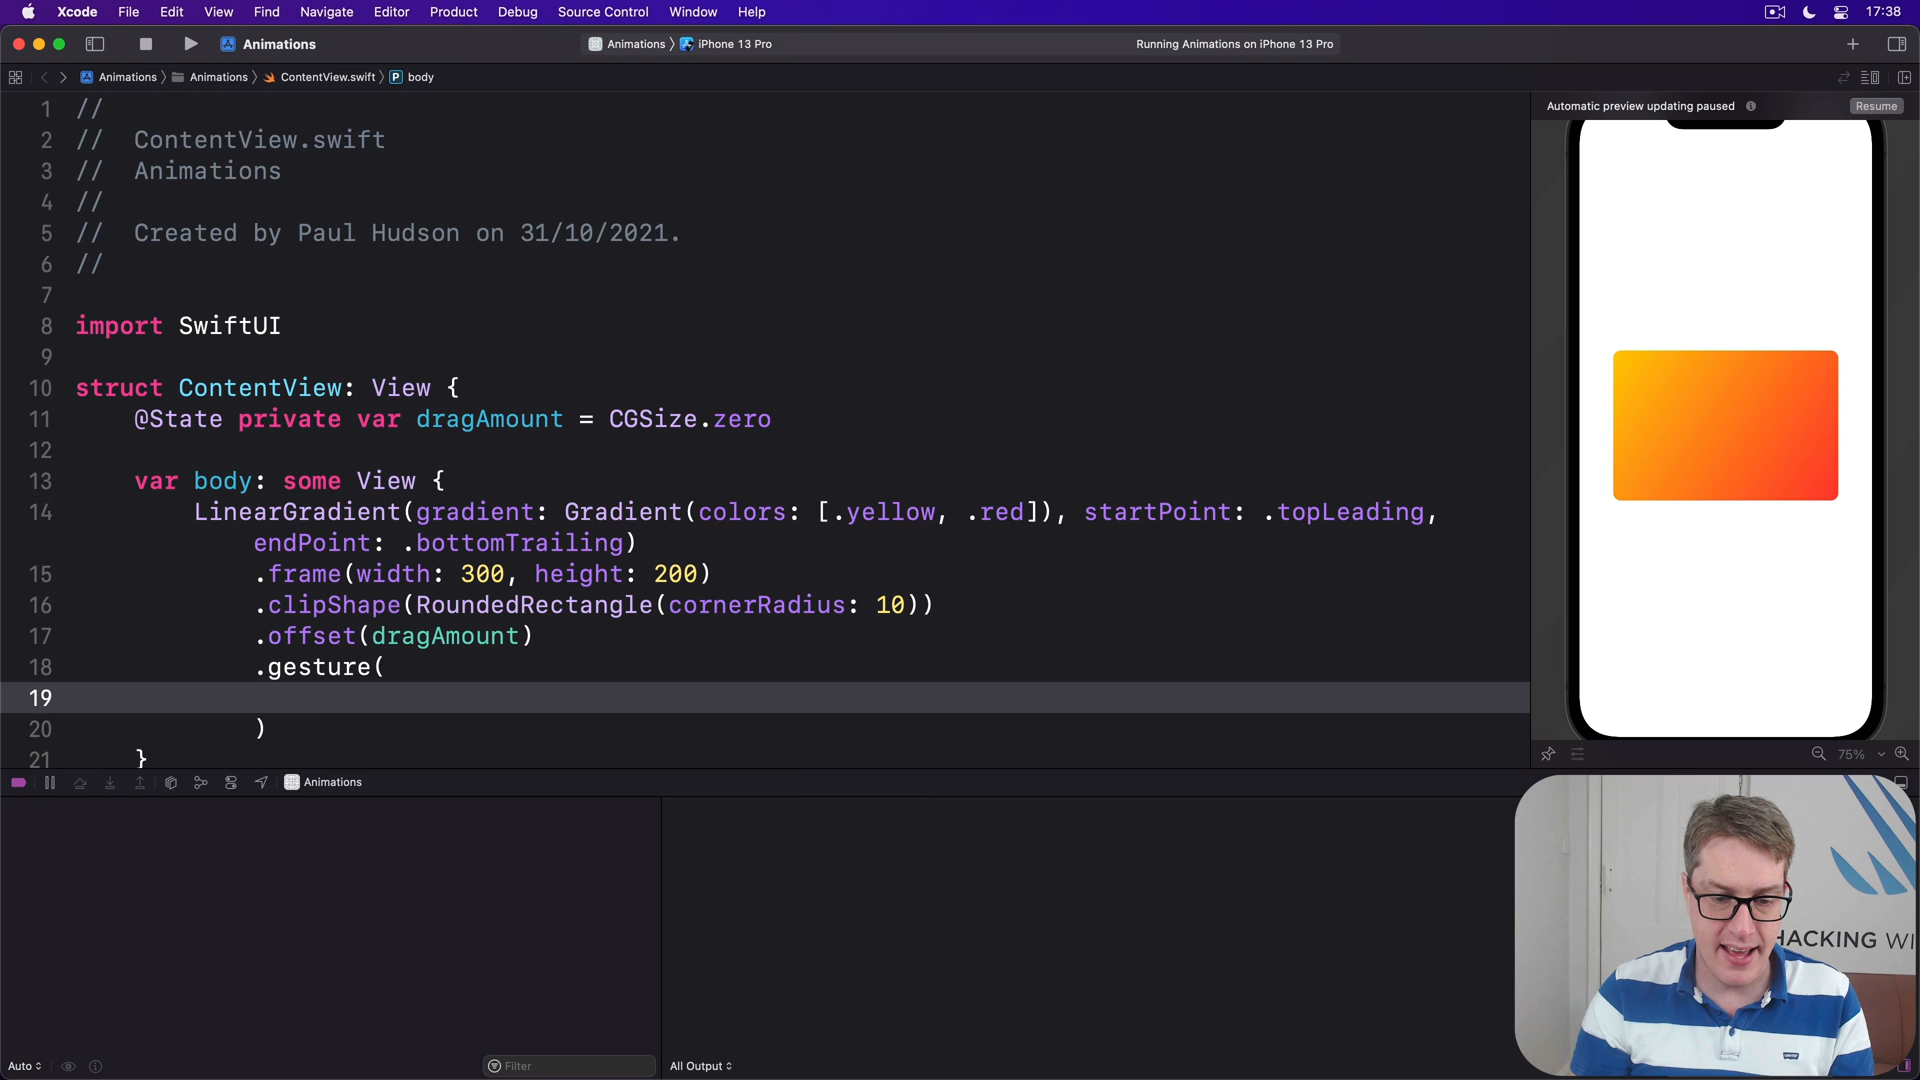 Xcode File Edit View Find Navigate Editor Product Debug Source Control Window Help 17:38
Animations Animations iPhone 13 Pro Running Animations on iPhone 13 Pro
Animations Animations ContentView.swift P body
Automatic preview updating paused Resume
1 //
2 //  ContentView.swift
3 //  Animations
4 //
5 //  Created by Paul Hudson on 31/10/2021.
6 //
7
8 import SwiftUI
9
10 struct ContentView: View {
11 @State private var dragAmount = CGSize.zero
12
13 var body: some View {
14 LinearGradient(gradient: Gradient(colors: [.yellow, .red]), startPoint: .topLeading,
endPoint: .bottomTrailing)
15 .frame(width: 300, height: 200)
16 .clipShape(RoundedRectangle(cornerRadius: 10))
17 .offset(dragAmount)
18 .gesture(
19
20 )
21 }
75%
Animations
HACKING WI
Auto Filter All Output